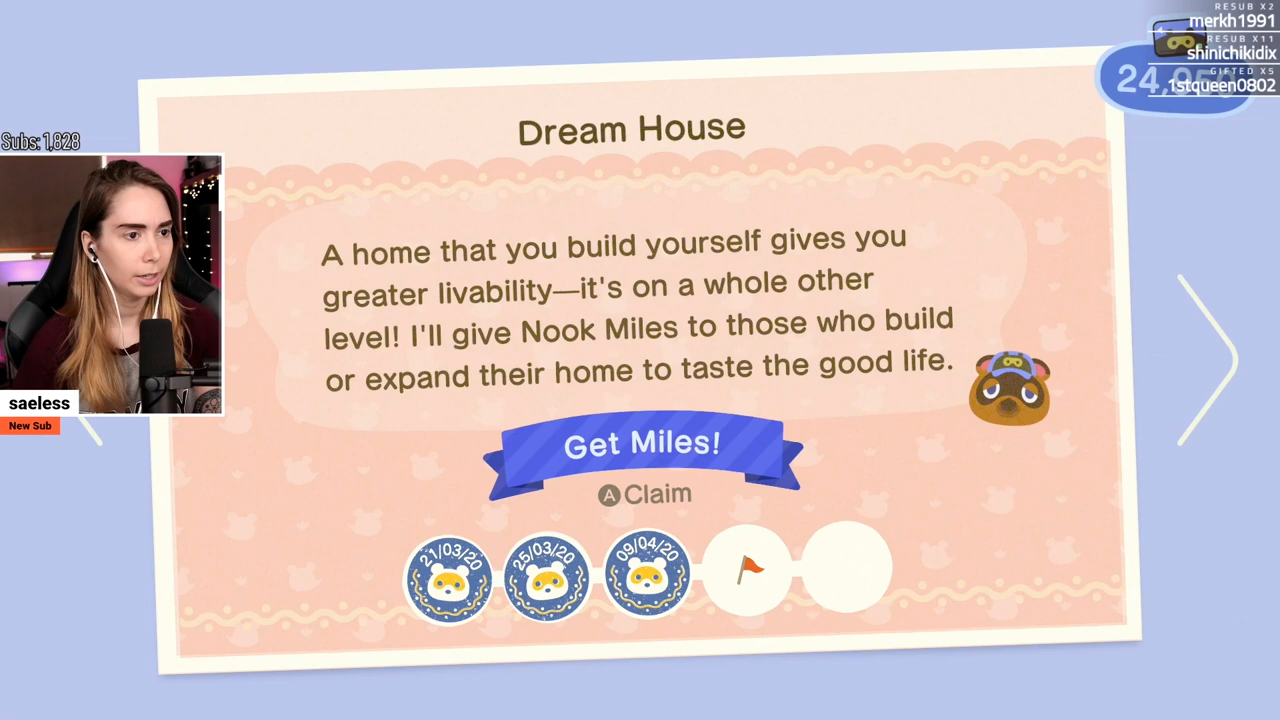 RESUB X2
merkh1991
RESUB X11
shinichikidix
GIFTED X5
1stqueen0802
24,
Dream House
Subs: 1,828
A home that you build yourself gives you
greater livability—it's on a whole other
level! I'll give Nook Miles to those who build
or expand their home to taste the good life.
saeless
New Sub
Get Miles!
A Claim
21/03/20
25/03/20
09/04/20